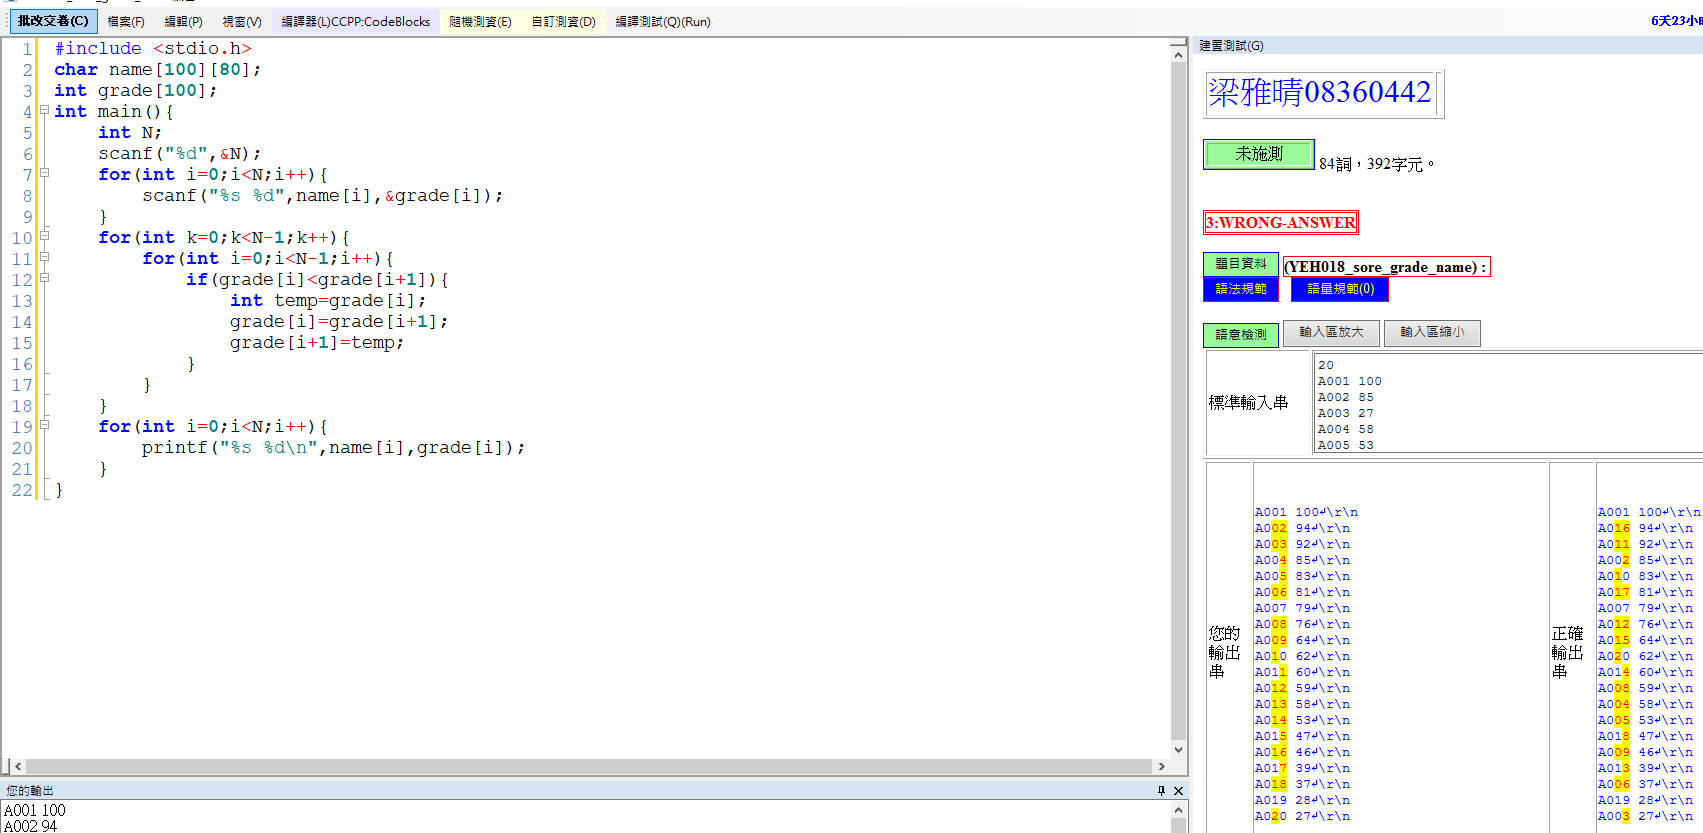 批改交卷(C) 檔案(F) 編輯(P) 視窗(V) 編譯器(L)CCPP:CodeBlocks 隨機測資(E) 自訂測資(D) 編譯測試(Q)(Run) 6天23小時
1 #include <stdio.h>
2 char name[100][80];
3 int grade[100];
4 int main(){
5 int N;
6 scanf("%d",&N);
7 for(int i=0;i<N;i++){
8 scanf("%s %d",name[i],&grade[i]);
9 }
10 for(int k=0;k<N-1;k++){
11 for(int i=0;i<N-1;i++){
12 if(grade[i]<grade[i+1]){
13 int temp=grade[i];
14 grade[i]=grade[i+1];
15 grade[i+1]=temp;
16 }
17 }
18 }
19 for(int i=0;i<N;i++){
20 printf("%s %d\n",name[i],grade[i]);
21 }
22 }
您的輸出
A001 100
A002 94
建置測試(G)
梁雅晴08360442
未施測 84詞，392字元。
3:WRONG-ANSWER
題目資料 (YEH018_sore_grade_name) :
語法規範 語量規範(0)
語意檢測 輸入區放大 輸入區縮小
標準輸入串
20
A001 100
A002 85
A003 27
A004 58
A005 53
您的輸出串
A001 100↵\r\n
A002 94↵\r\n
A003 92↵\r\n
A004 85↵\r\n
A005 83↵\r\n
A006 81↵\r\n
A007 79↵\r\n
A008 76↵\r\n
A009 64↵\r\n
A010 62↵\r\n
A011 60↵\r\n
A012 59↵\r\n
A013 58↵\r\n
A014 53↵\r\n
A015 47↵\r\n
A016 46↵\r\n
A017 39↵\r\n
A018 37↵\r\n
A019 28↵\r\n
A020 27↵\r\n
正確輸出串
A001 100↵\r\n
A016 94↵\r\n
A011 92↵\r\n
A002 85↵\r\n
A010 83↵\r\n
A017 81↵\r\n
A007 79↵\r\n
A012 76↵\r\n
A015 64↵\r\n
A020 62↵\r\n
A014 60↵\r\n
A008 59↵\r\n
A004 58↵\r\n
A005 53↵\r\n
A018 47↵\r\n
A009 46↵\r\n
A013 39↵\r\n
A006 37↵\r\n
A019 28↵\r\n
A003 27↵\r\n